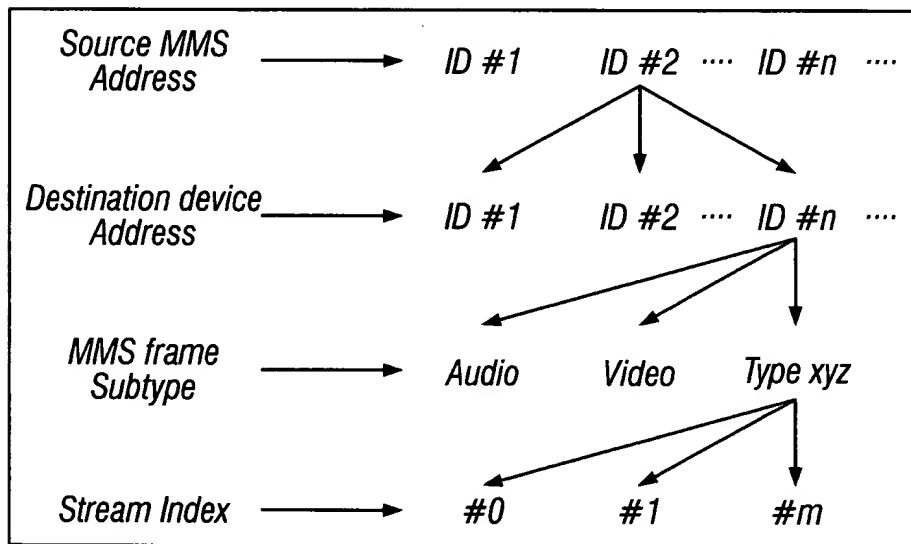 Source MMS
Address
ID #1 ID #2 ···· ID #n ····
Destination device
Address
ID #1 ID #2 ···· ID #n ····
MMS frame
Subtype
Audio Video Type xyz
Stream Index #0 #1 #m